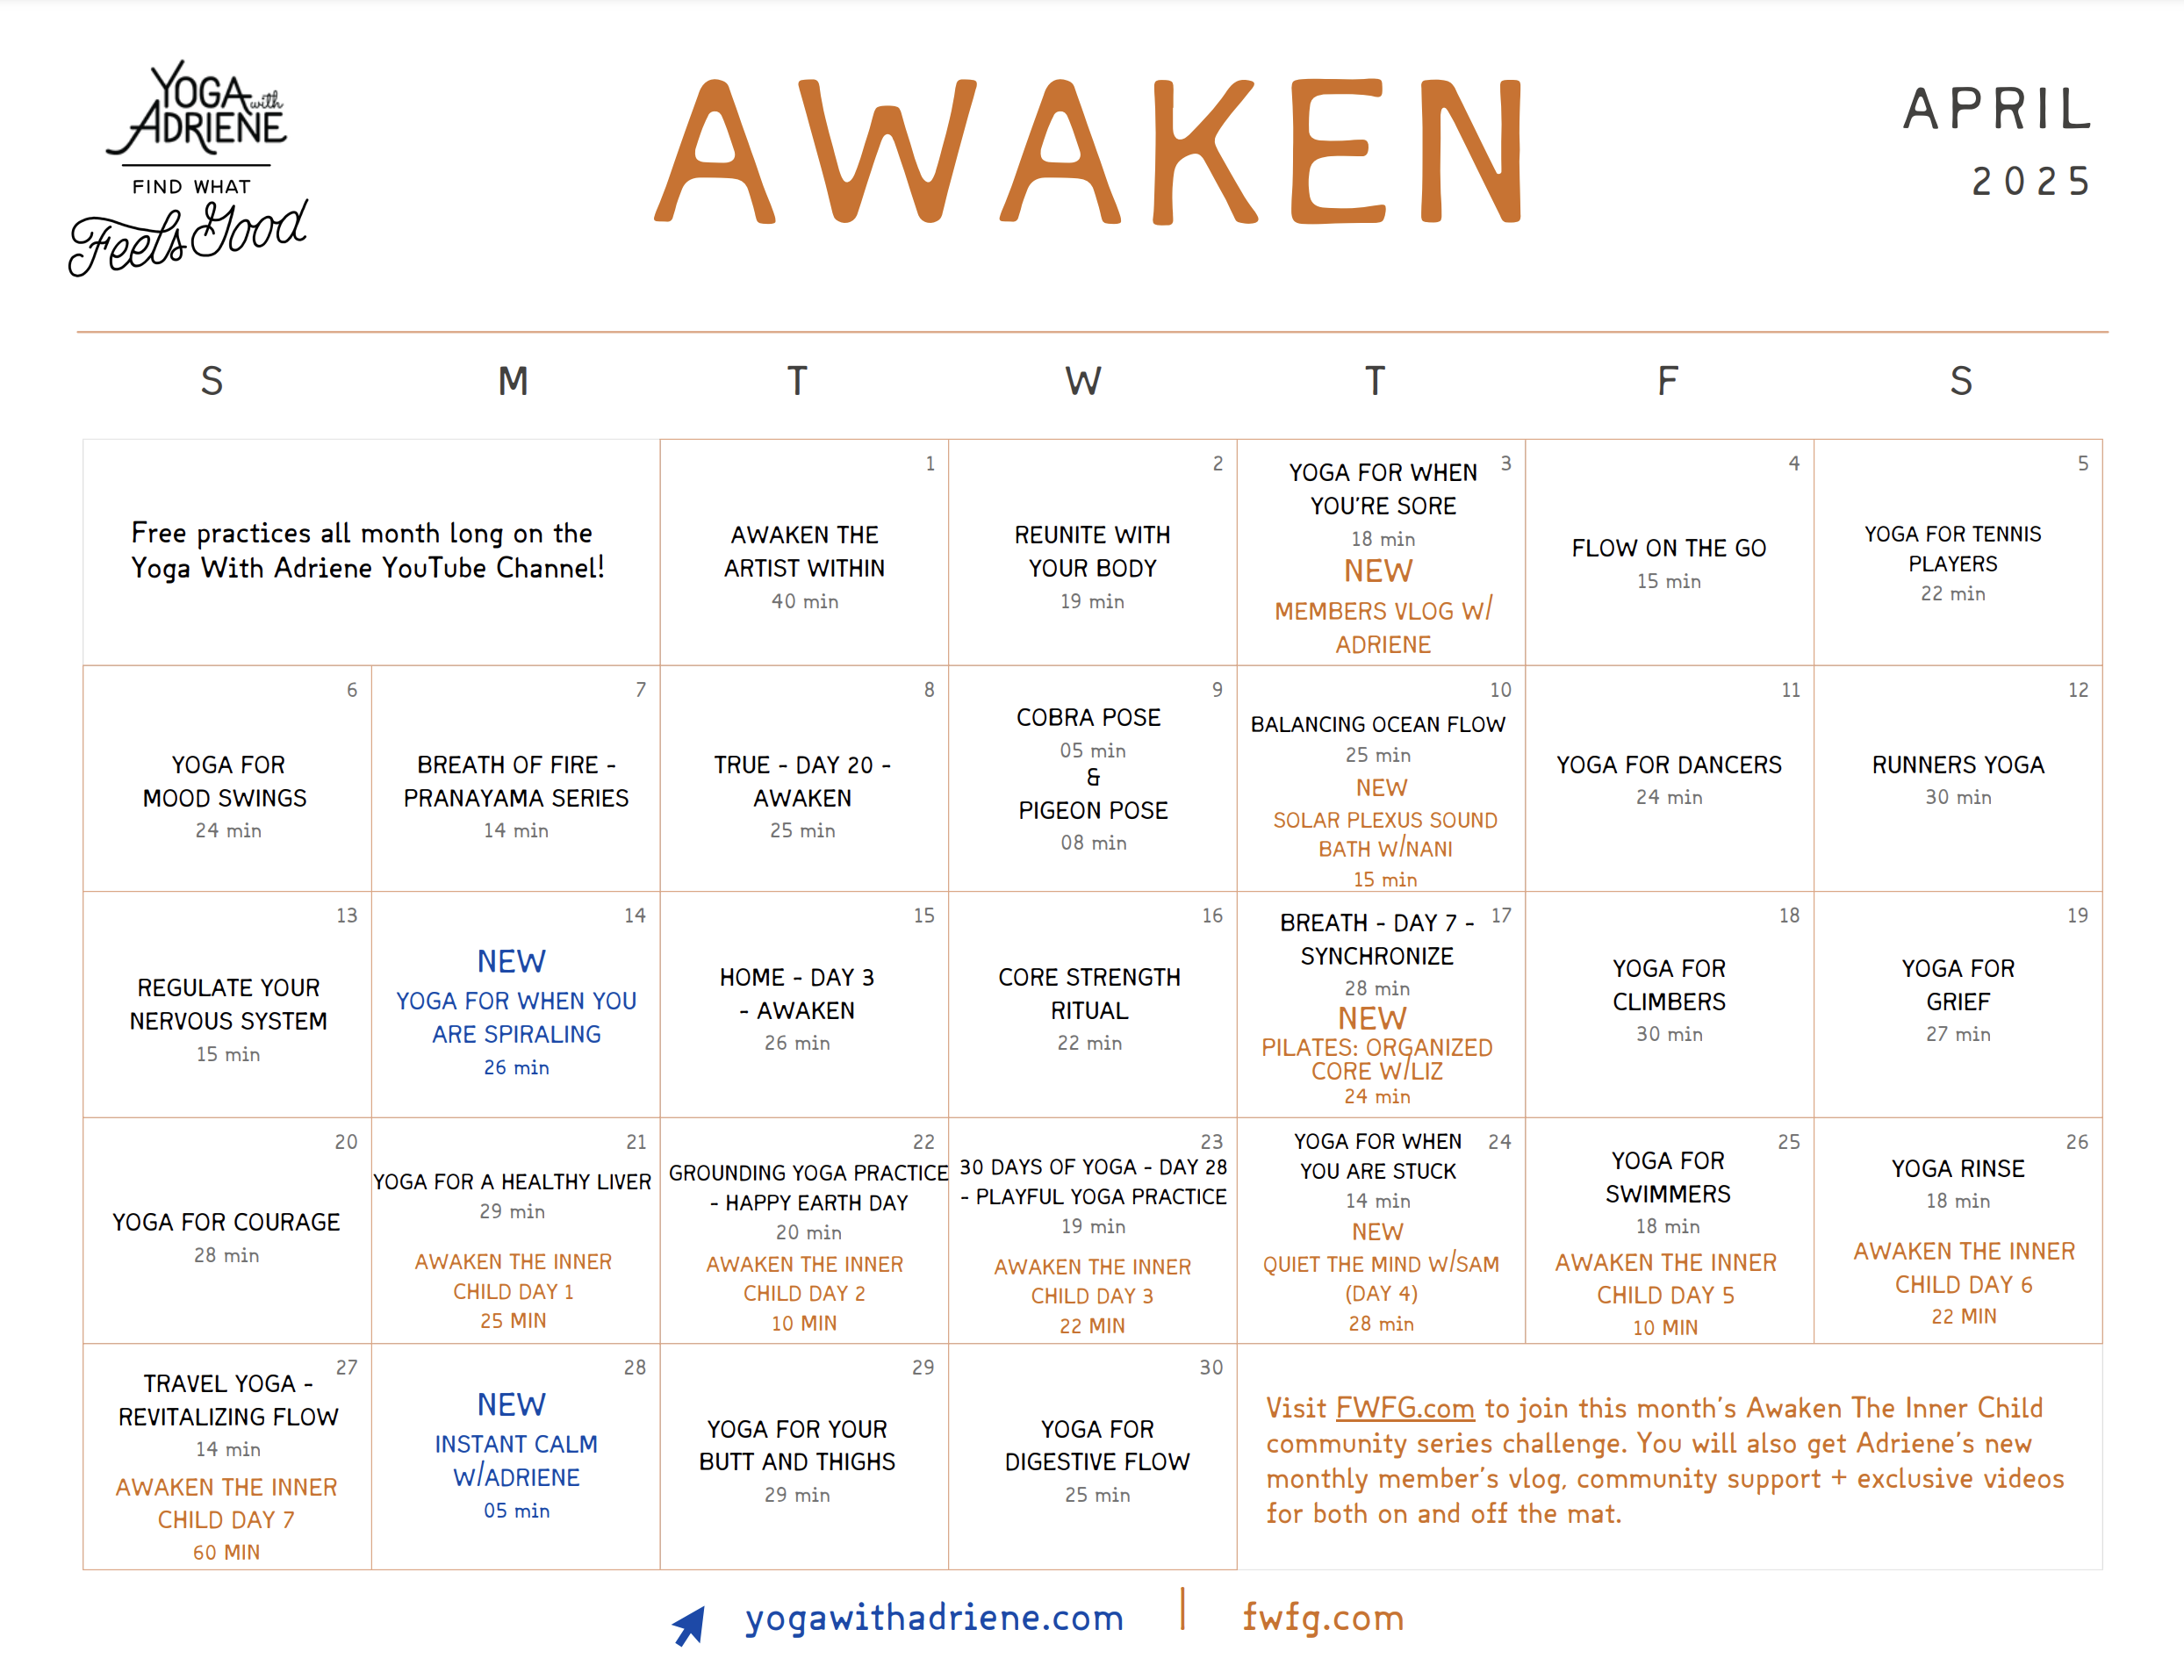 YOGA with
ADRIENE
FIND WHAT
Feels Good
AWAKEN
APRIL
2025
S M T W T F S
Free practices all month long on the
Yoga With Adriene YouTube Channel!
1
AWAKEN THE
ARTIST WITHIN
40 min
2
REUNITE WITH
YOUR BODY
19 min
3
YOGA FOR WHEN
YOU'RE SORE
18 min
NEW
MEMBERS VLOG W/
ADRIENE
4
FLOW ON THE GO
15 min
5
YOGA FOR TENNIS
PLAYERS
22 min
6
YOGA FOR
MOOD SWINGS
24 min
7
BREATH OF FIRE -
PRANAYAMA SERIES
14 min
8
TRUE - DAY 20 -
AWAKEN
25 min
9
COBRA POSE
05 min
&
PIGEON POSE
08 min
10
BALANCING OCEAN FLOW
25 min
NEW
SOLAR PLEXUS SOUND
BATH W/NANI
15 min
11
YOGA FOR DANCERS
24 min
12
RUNNERS YOGA
30 min
13
REGULATE YOUR
NERVOUS SYSTEM
15 min
14
NEW
YOGA FOR WHEN YOU
ARE SPIRALING
26 min
15
HOME - DAY 3
- AWAKEN
26 min
16
CORE STRENGTH
RITUAL
22 min
17
BREATH - DAY 7 -
SYNCHRONIZE
28 min
NEW
PILATES: ORGANIZED
CORE W/LIZ
24 min
18
YOGA FOR
CLIMBERS
30 min
19
YOGA FOR
GRIEF
27 min
20
YOGA FOR COURAGE
28 min
21
YOGA FOR A HEALTHY LIVER
29 min
AWAKEN THE INNER
CHILD DAY 1
25 MIN
22
GROUNDING YOGA PRACTICE
- HAPPY EARTH DAY
20 min
AWAKEN THE INNER
CHILD DAY 2
10 MIN
23
30 DAYS OF YOGA - DAY 28
- PLAYFUL YOGA PRACTICE
19 min
AWAKEN THE INNER
CHILD DAY 3
22 MIN
24
YOGA FOR WHEN
YOU ARE STUCK
14 min
NEW
QUIET THE MIND W/SAM
(DAY 4)
28 min
25
YOGA FOR
SWIMMERS
18 min
AWAKEN THE INNER
CHILD DAY 5
10 MIN
26
YOGA RINSE
18 min
AWAKEN THE INNER
CHILD DAY 6
22 MIN
27
TRAVEL YOGA -
REVITALIZING FLOW
14 min
AWAKEN THE INNER
CHILD DAY 7
60 MIN
28
NEW
INSTANT CALM
W/ADRIENE
05 min
29
YOGA FOR YOUR
BUTT AND THIGHS
29 min
30
YOGA FOR
DIGESTIVE FLOW
25 min
Visit FWFG.com to join this month's Awaken The Inner Child
community series challenge. You will also get Adriene's new
monthly member's vlog, community support + exclusive videos
for both on and off the mat.
yogawithadriene.com | fwfg.com